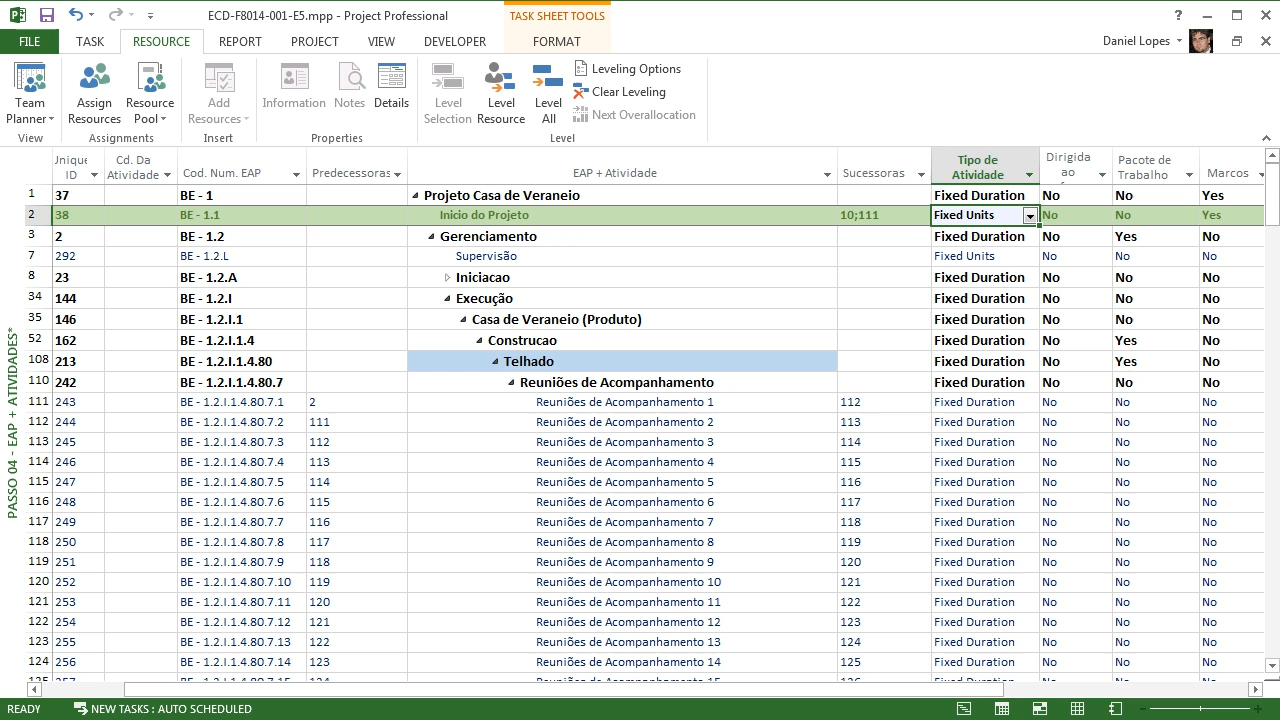 ECD-F8014-001-E5.mpp - Project Professional
TASK SHEET TOOLS
FILE TASK RESOURCE REPORT PROJECT VIEW DEVELOPER FORMAT
Daniel Lopes
Team Planner
Assign Resources
Resource Pool
Add Resources
Information
Notes
Details
Level Selection
Level Resource
Level All
Leveling Options
Clear Leveling
Next Overallocation
View Assignments Insert Properties Level
ID Cd. Da Atividade Cod. Num. EAP Predecessoras EAP + Atividade Sucessoras Tipo de Atividade Dirigida ao Pacote de Trabalho Marcos
1 37 BE - 1 Projeto Casa de Veraneio Fixed Duration No No Yes
2 38 BE - 1.1 Inicio do Projeto 10;111 Fixed Units No No Yes
3 2 BE - 1.2 Gerenciamento Fixed Duration No Yes No
7 292 BE - 1.2.L Supervisão Fixed Units No No No
8 23 BE - 1.2.A Iniciacao Fixed Duration No No No
34 144 BE - 1.2.I Execução Fixed Duration No No No
35 146 BE - 1.2.I.1 Casa de Veraneio (Produto) Fixed Duration No No No
52 162 BE - 1.2.I.1.4 Construcao Fixed Duration No Yes No
108 213 BE - 1.2.I.1.4.80 Telhado Fixed Duration No Yes No
110 242 BE - 1.2.I.1.4.80.7 Reuniões de Acompanhamento Fixed Duration No No No
111 243 BE - 1.2.I.1.4.80.7.1 2 Reuniões de Acompanhamento 1 112 Fixed Duration No No No
112 244 BE - 1.2.I.1.4.80.7.2 111 Reuniões de Acompanhamento 2 113 Fixed Duration No No No
113 245 BE - 1.2.I.1.4.80.7.3 112 Reuniões de Acompanhamento 3 114 Fixed Duration No No No
114 246 BE - 1.2.I.1.4.80.7.4 113 Reuniões de Acompanhamento 4 115 Fixed Duration No No No
115 247 BE - 1.2.I.1.4.80.7.5 114 Reuniões de Acompanhamento 5 116 Fixed Duration No No No
116 248 BE - 1.2.I.1.4.80.7.6 115 Reuniões de Acompanhamento 6 117 Fixed Duration No No No
117 249 BE - 1.2.I.1.4.80.7.7 116 Reuniões de Acompanhamento 7 118 Fixed Duration No No No
118 250 BE - 1.2.I.1.4.80.7.8 117 Reuniões de Acompanhamento 8 119 Fixed Duration No No No
119 251 BE - 1.2.I.1.4.80.7.9 118 Reuniões de Acompanhamento 9 120 Fixed Duration No No No
120 252 BE - 1.2.I.1.4.80.7.10 119 Reuniões de Acompanhamento 10 121 Fixed Duration No No No
121 253 BE - 1.2.I.1.4.80.7.11 120 Reuniões de Acompanhamento 11 122 Fixed Duration No No No
122 254 BE - 1.2.I.1.4.80.7.12 121 Reuniões de Acompanhamento 12 123 Fixed Duration No No No
123 255 BE - 1.2.I.1.4.80.7.13 122 Reuniões de Acompanhamento 13 124 Fixed Duration No No No
124 256 BE - 1.2.I.1.4.80.7.14 123 Reuniões de Acompanhamento 14 125 Fixed Duration No No No
PASSO 04 - EAP + ATIVIDADES*
READY NEW TASKS : AUTO SCHEDULED